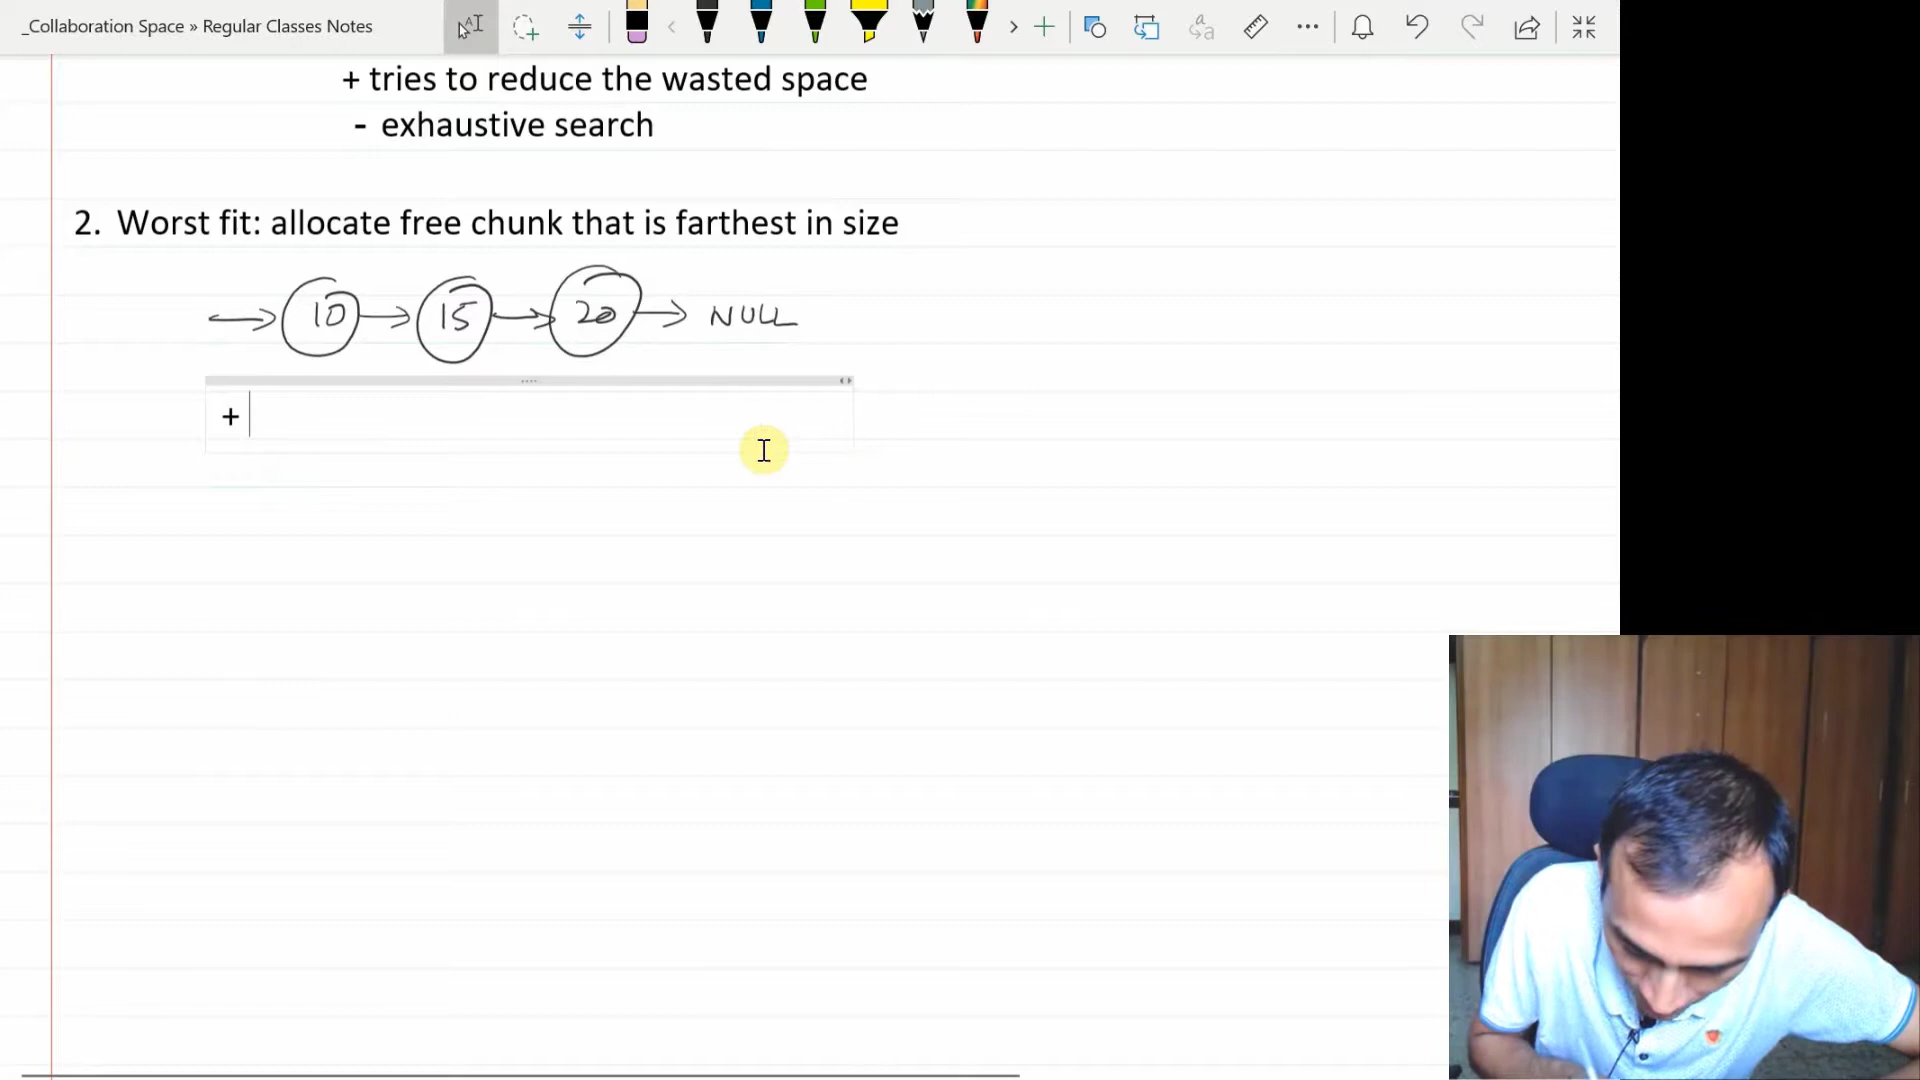 _Collaboration Space » Regular Classes Notes
+ tries to reduce the wasted space
- exhaustive search
2. Worst fit: allocate free chunk that is farthest in size
10 15 20 NULL
+